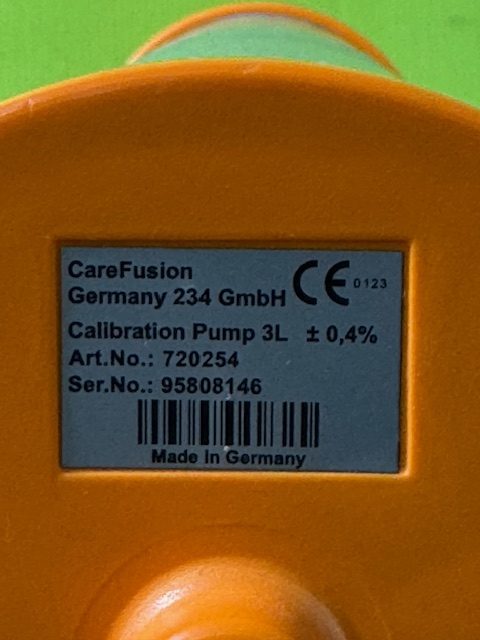 CareFusion
Germany 234 GmbH
CE 0123
Calibration Pump 3L ± 0,4%
Art.No.: 720254
Ser.No.: 95808146
Made in Germany